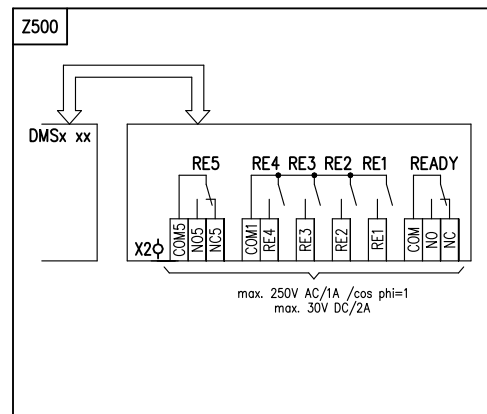 Z500
DMSx xx
RE5 RE4 RE3 RE2 RE1 READY
X2
COM5 NO5 NC5 COM1 RE4 RE3 RE2 RE1 COM NO NC
max. 250V AC/1A /cos phi=1
max. 30V DC/2A